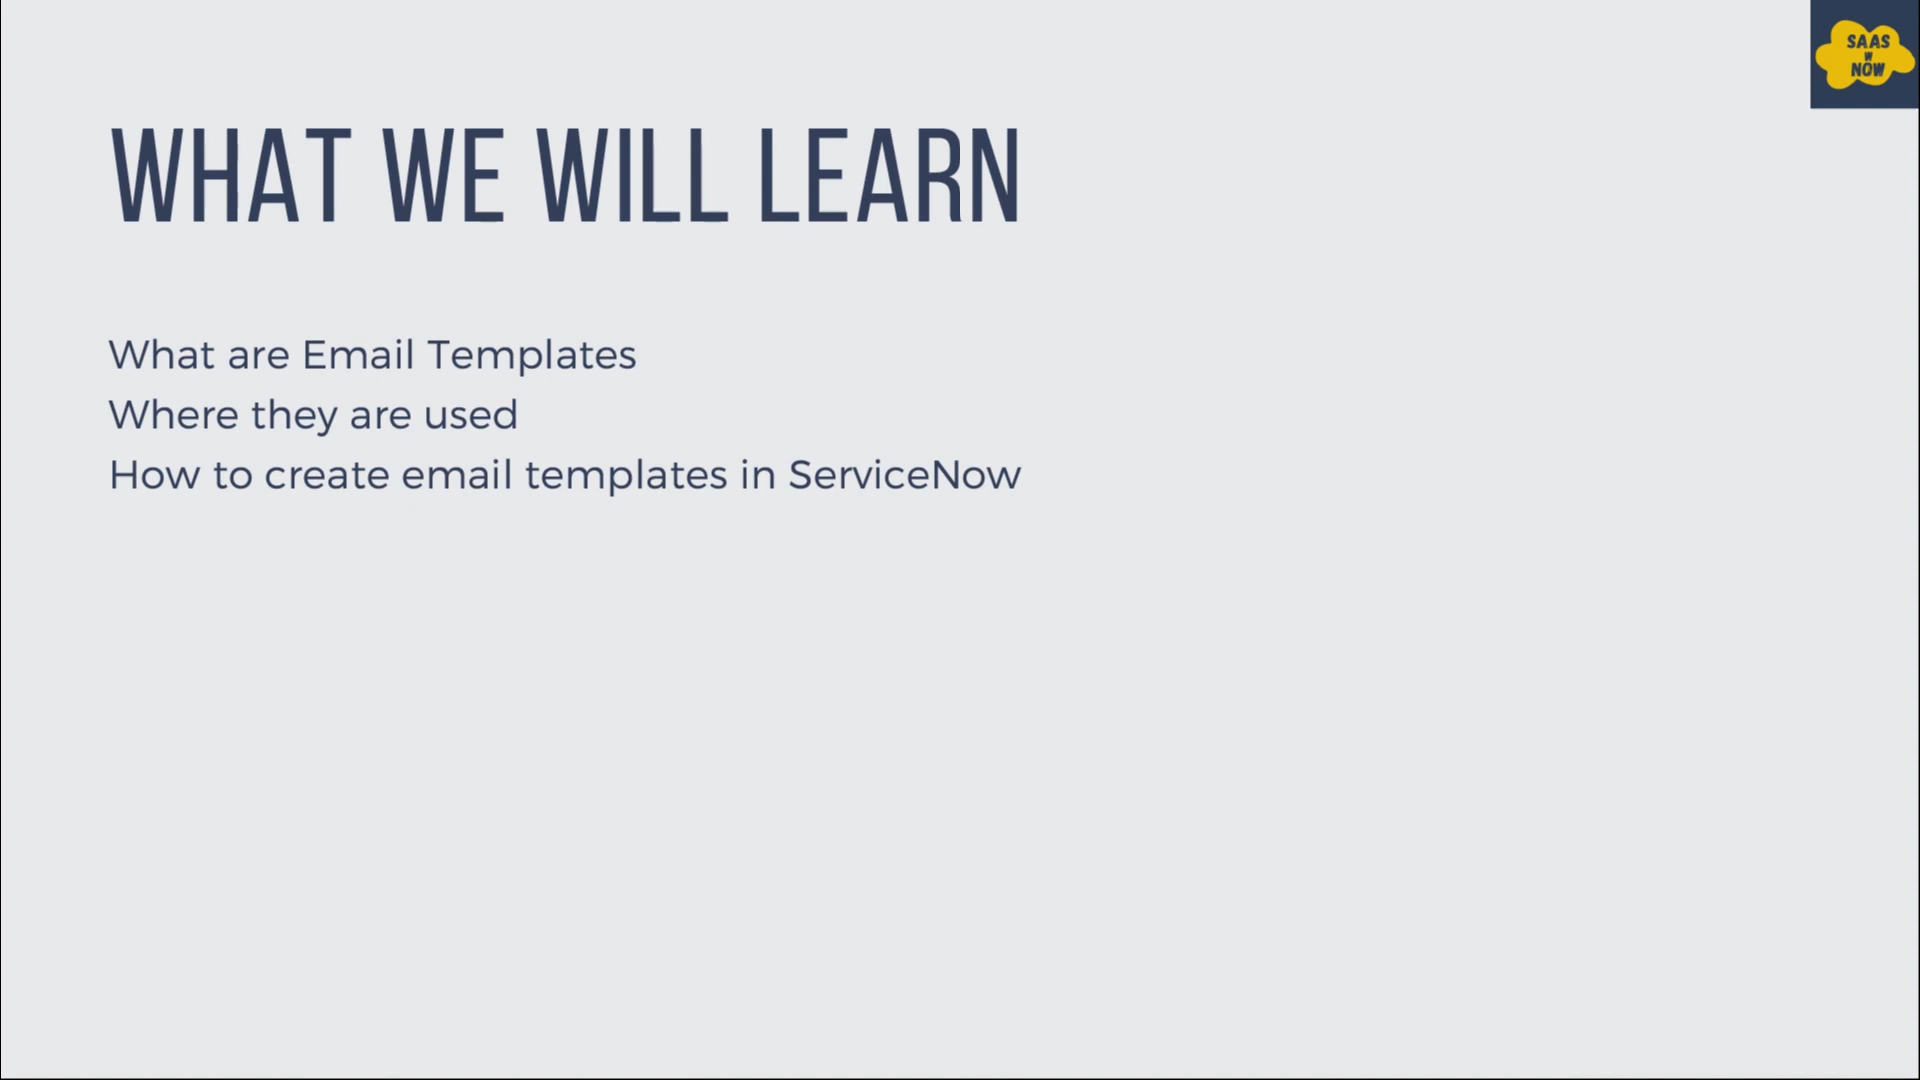 SAAS
W
NOW
WHAT WE WILL LEARN
What are Email Templates
Where they are used
How to create email templates in ServiceNow